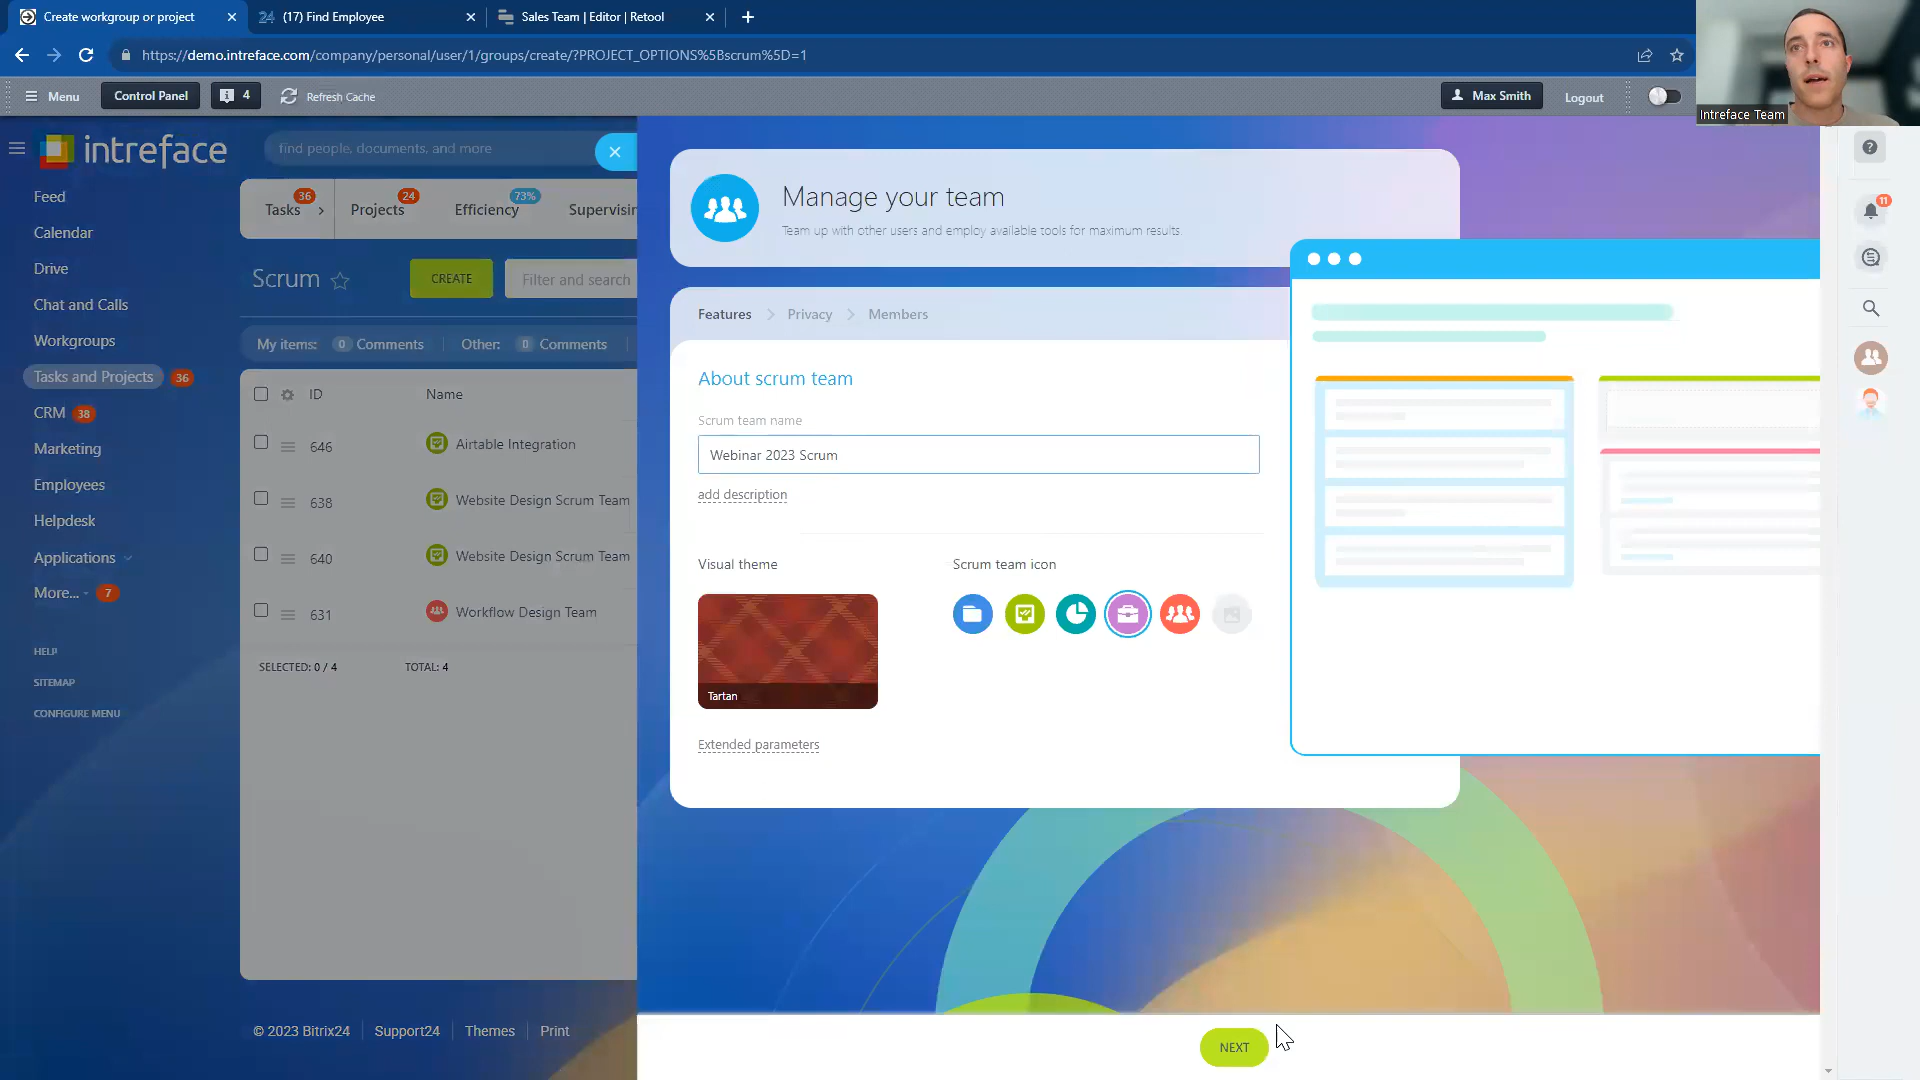 Create workgroup or project
24
(17) Find Employee
Sales Team | Editor | Retool
https://demo.intreface.com/company/personal/user/1/groups/create/?PROJECT_OPTIONS%5Bscrum%5D=1
Menu
Control Panel
4
Refresh Cache
Max Smith
Logout
Intreface Team
intreface
find people, documents, and more
Feed
Calendar
Drive
Chat and Calls
Workgroups
Tasks and Projects 36
CRM 38
Marketing
Employees
Helpdesk
Applications
More... 7
HELP
SITEMAP
CONFIGURE MENU
Tasks 36
Projects 24
Efficiency 73%
Supervisin
Scrum
CREATE
Filter and search
My items: 0 Comments
Other: 0 Comments
ID Name
646 Airtable Integration
638 Website Design Scrum Team
640 Website Design Scrum Team
631 Workflow Design Team
SELECTED: 0 / 4
TOTAL: 4
© 2023 Bitrix24
Support24
Themes
Print
Manage your team
Team up with other users and employ available tools for maximum results.
Features
Privacy
Members
About scrum team
Scrum team name
Webinar 2023 Scrum
add description
Visual theme
Scrum team icon
Tartan
Extended parameters
NEXT
11